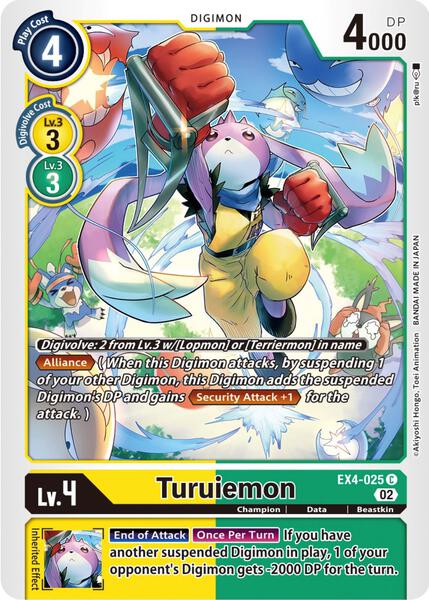 DIGIMON
Play Cost
4
4000
DP
Digivolve Cost
Lv.3
3
Lv.3
3
plk@ru
©Akiyoshi Hongo, Toei Animation  BANDAI MADE IN JAPAN
Digivolve: 2 from Lv.3 w/[Lopmon] or [Terriermon] in name
Alliance (When this Digimon attacks, by suspending 1
of your other Digimon, this Digimon adds the suspended
Digimon's DP and gains Security Attack +1 for the
attack.)
Lv.4
Turuiemon
EX4-025 C
02
Champion Data Beastkin
Inherited Effect
End of Attack Once Per Turn If you have
another suspended Digimon in play, 1 of your
opponent's Digimon gets -2000 DP for the turn.